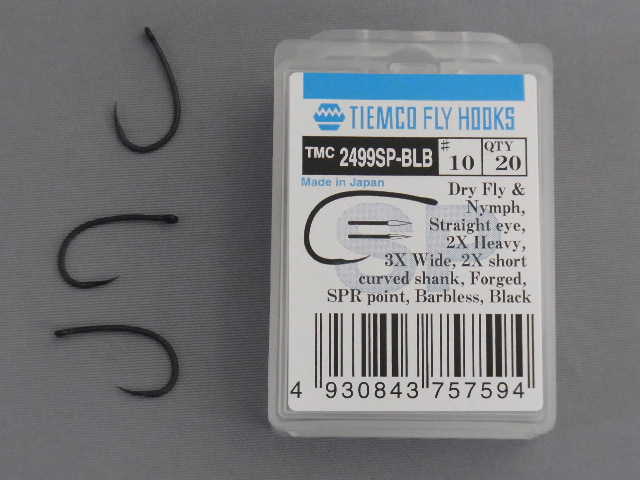 TIEMCO FLY HOOKS
TMC 2499SP-BLB # 10 QTY 20
Made in Japan
Dry Fly &
Nymph,
Straight eye,
2X Heavy,
3X Wide, 2X short
curved shank, Forged,
SPR point, Barbless, Black
SP
4 930843 757594